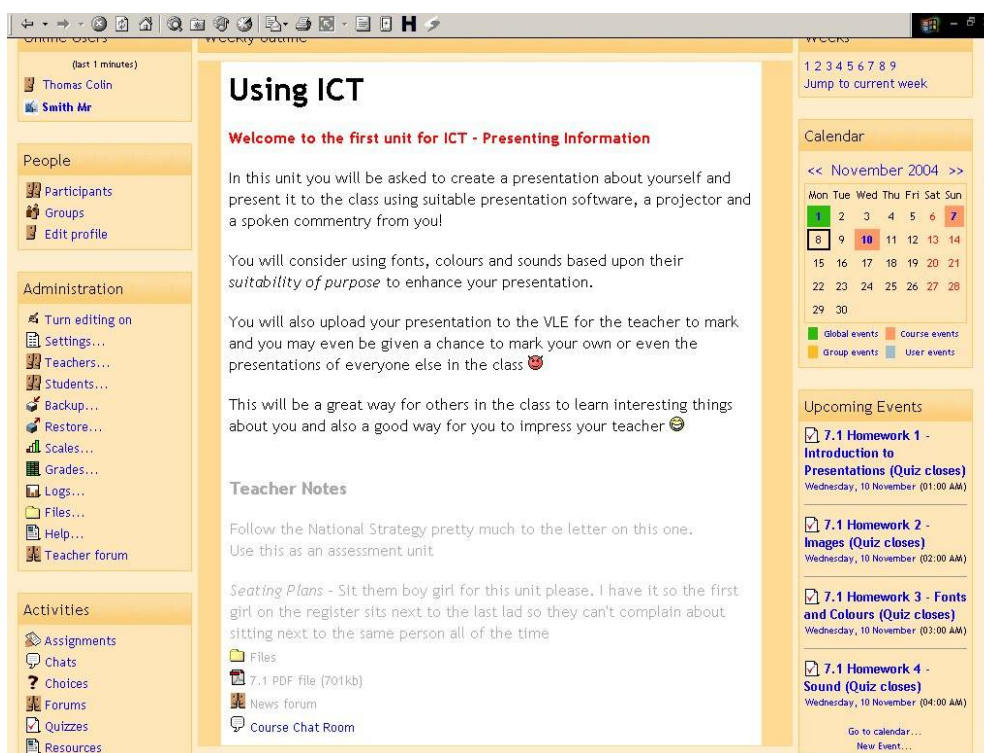 Online Users
(last 1 minutes)
Thomas Colin
Smith Mr
People
Participants
Groups
Edit profile
Administration
Turn editing on
Settings...
Teachers...
Students...
Backup...
Restore...
Scales...
Grades...
Logs...
Files...
Help...
Teacher forum
Activities
Assignments
Chats
Choices
Forums
Quizzes
Resources
Weekly outline
Using ICT
Welcome to the first unit for ICT - Presenting Information
In this unit you will be asked to create a presentation about yourself and
present it to the class using suitable presentation software, a projector and
a spoken commentry from you!
You will consider using fonts, colours and sounds based upon their
suitability of purpose to enhance your presentation.
You will also upload your presentation to the VLE for the teacher to mark
and you may even be given a chance to mark your own or even the
presentations of everyone else in the class
This will be a great way for others in the class to learn interesting things
about you and also a good way for you to impress your teacher
Teacher Notes
Follow the National Strategy pretty much to the letter on this one.
Use this as an assessment unit
Seating Plans - Sit them boy girl for this unit please. I have it so the first
girl on the register sits next to the last lad so they can't complain about
sitting next to the same person all of the time
Files
7.1 PDF file (701kb)
News forum
Course Chat Room
Weeks
1 2 3 4 5 6 7 8 9
Jump to current week
Calendar
<< November 2004 >>
Mon Tue Wed Thu Fri Sat Sun
1 2 3 4 5 6 7
8 9 10 11 12 13 14
15 16 17 18 19 20 21
22 23 24 25 26 27 28
29 30
Global events Course events
Group events User events
Upcoming Events
7.1 Homework 1 -
Introduction to
Presentations (Quiz closes)
Wednesday, 10 November (01:00 AM)
7.1 Homework 2 -
Images (Quiz closes)
Wednesday, 10 November (02:00 AM)
7.1 Homework 3 - Fonts
and Colours (Quiz closes)
Wednesday, 10 November (03:00 AM)
7.1 Homework 4 -
Sound (Quiz closes)
Wednesday, 10 November (04:00 AM)
Go to calendar...
New Event...